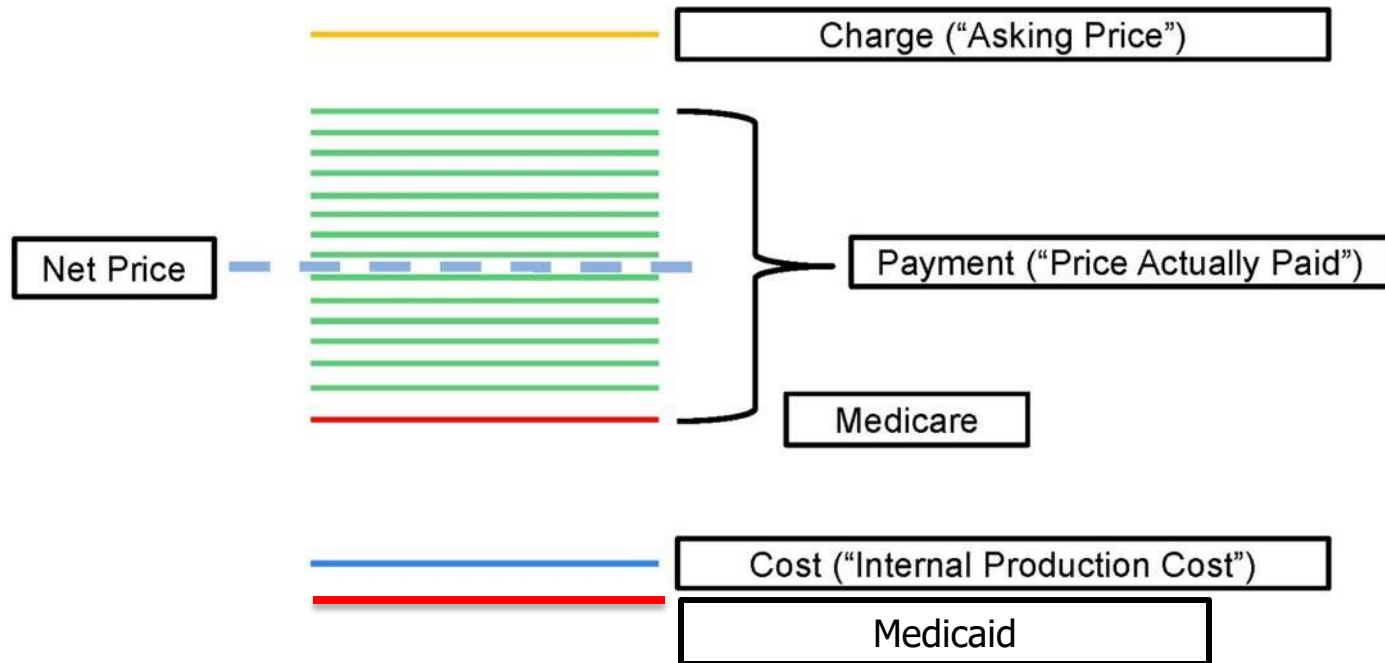 Charge (“Asking Price”)
Net Price
Payment (“Price Actually Paid”)
Medicare
Cost (“Internal Production Cost”)
Medicaid